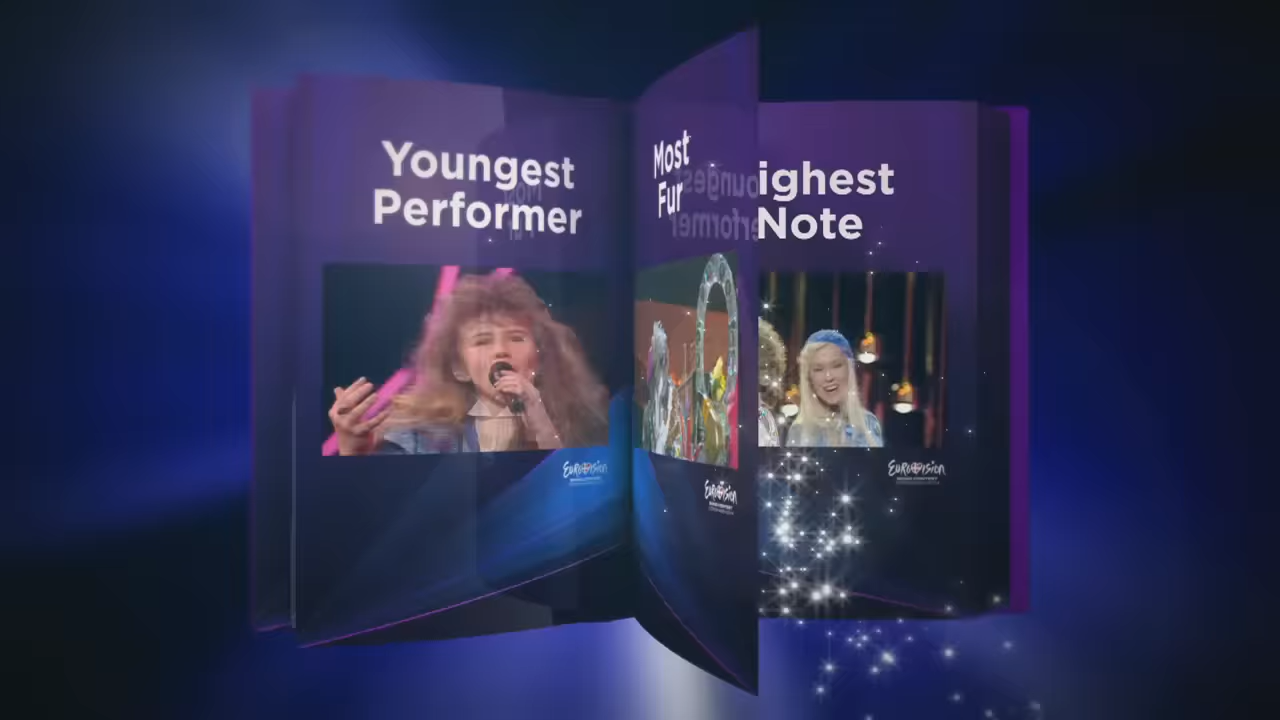 Youngest
Performer
EUROVISION
Most
Fur
EUROVISION
ighest
Note
EUROVISION